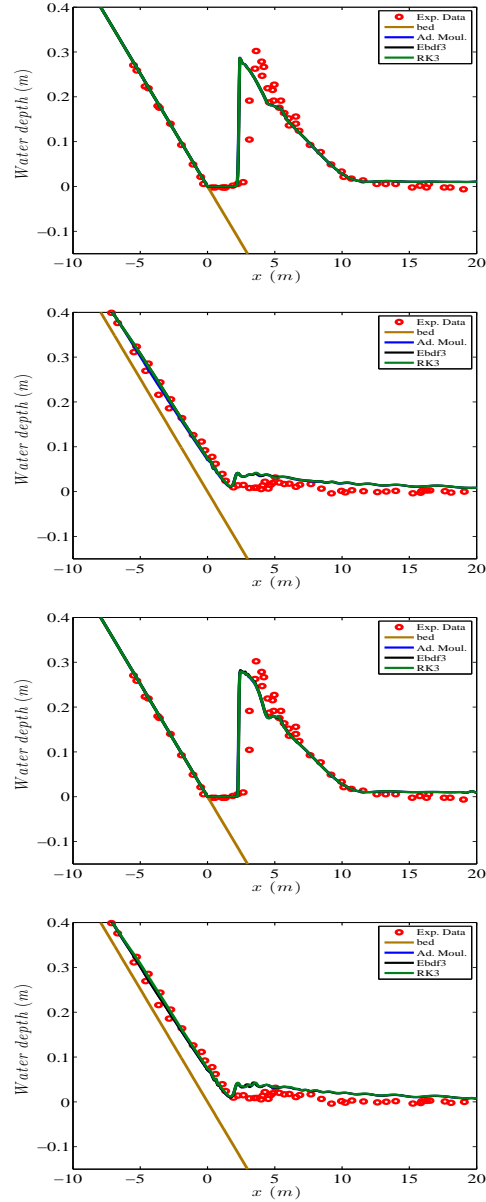 0.4
0.3
0.2
0.1
0
−0.1
Water depth (m)
−10 −5 0 5 10 15 20
x (m)
Exp. Data
bed
Ad. Moul.
Ebdf3
RK3
0.4
0.3
0.2
0.1
0
−0.1
Water depth (m)
−10 −5 0 5 10 15 20
x (m)
Exp. Data
bed
Ad. Moul.
Ebdf3
RK3
0.4
0.3
0.2
0.1
0
−0.1
Water depth (m)
−10 −5 0 5 10 15 20
x (m)
Exp. Data
bed
Ad. Moul.
Ebdf3
RK3
0.4
0.3
0.2
0.1
0
−0.1
Water depth (m)
−10 −5 0 5 10 15 20
x (m)
Exp. Data
bed
Ad. Moul.
Ebdf3
RK3